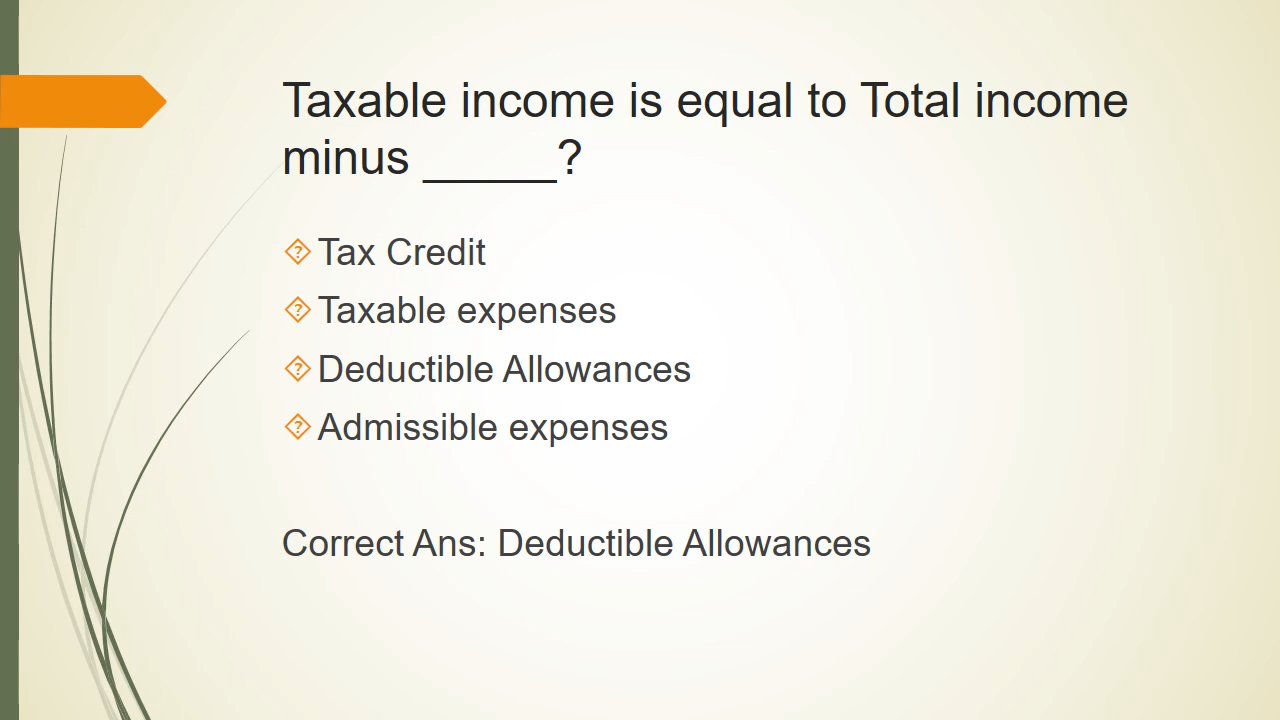 Taxable income is equal to Total income
minus _____?
Tax Credit
Taxable expenses
Deductible Allowances
Admissible expenses
Correct Ans: Deductible Allowances